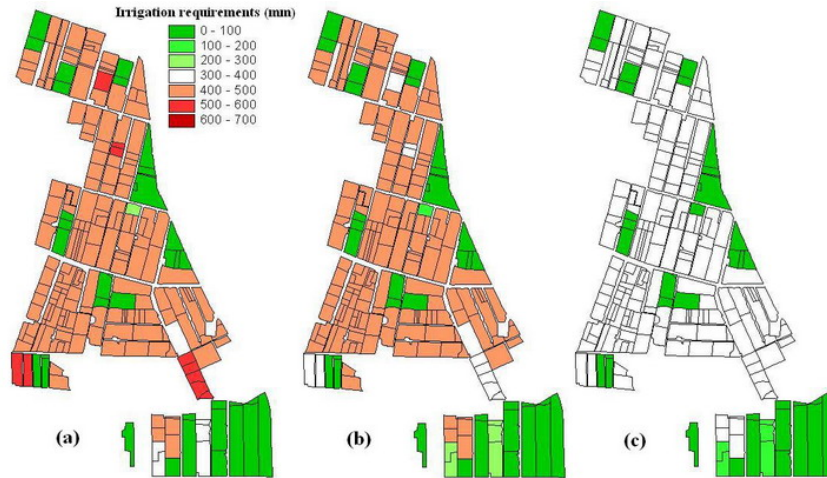 Irrigation requirements (mm)
0 - 100
100 - 200
200 - 300
300 - 400
400 - 500
500 - 600
600 - 700
(a)
(b)
(c)